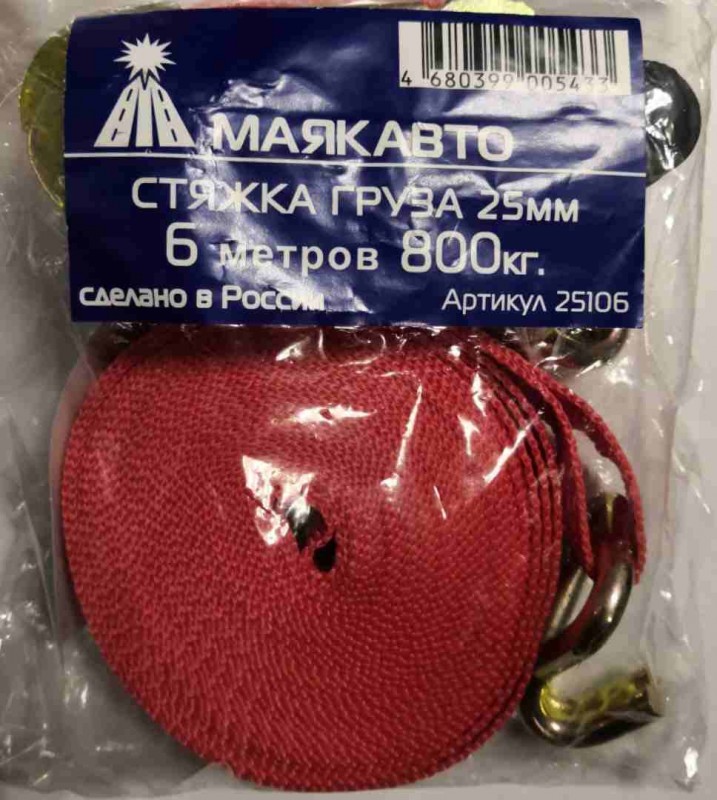 4 680399 005433
МАЯКАВТО
СТЯЖКА ГРУЗА 25мм
6 метров 800кг.
сделано в России
Артикул 25106